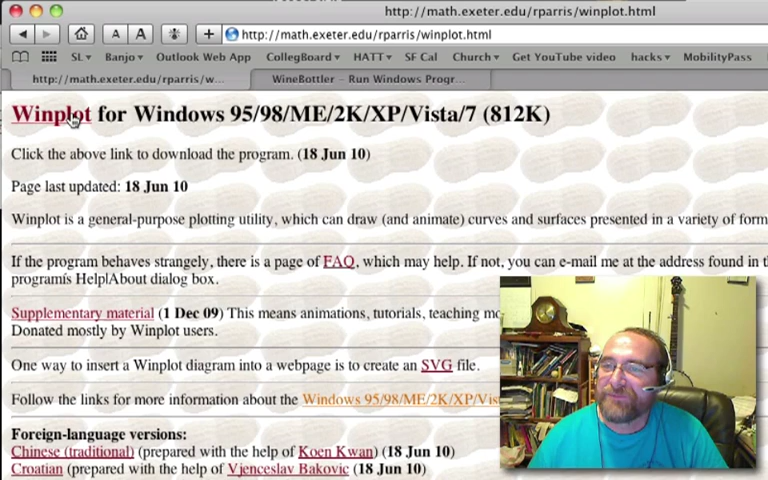 http://math.exeter.edu/rparris/winplot.html
A A + http://math.exeter.edu/rparris/winplot.html
SL Banjo Outlook Web App CollegBoard HATT SF Cal Church Get YouTube video hacks MobilityPass
http://math.exeter.edu/rparris/w... WineBottler – Run Windows Progr...
Winplot for Windows 95/98/ME/2K/XP/Vista/7 (812K)
Click the above link to download the program. (18 Jun 10)
Page last updated: 18 Jun 10
Winplot is a general-purpose plotting utility, which can draw (and animate) curves and surfaces presented in a variety of form
If the program behaves strangely, there is a page of FAQ, which may help. If not, you can e-mail me at the address found in th
programís Help|About dialog box.
Supplementary material (1 Dec 09) This means animations, tutorials, teaching mo
Donated mostly by Winplot users.
One way to insert a Winplot diagram into a webpage is to create an SVG file.
Follow the links for more information about the Windows 95/98/ME/2K/XP/Vis
Foreign-language versions:
Chinese (traditional) (prepared with the help of Koen Kwan) (18 Jun 10)
Croatian (prepared with the help of Vjenceslav Bakovic (18 Jun 10)